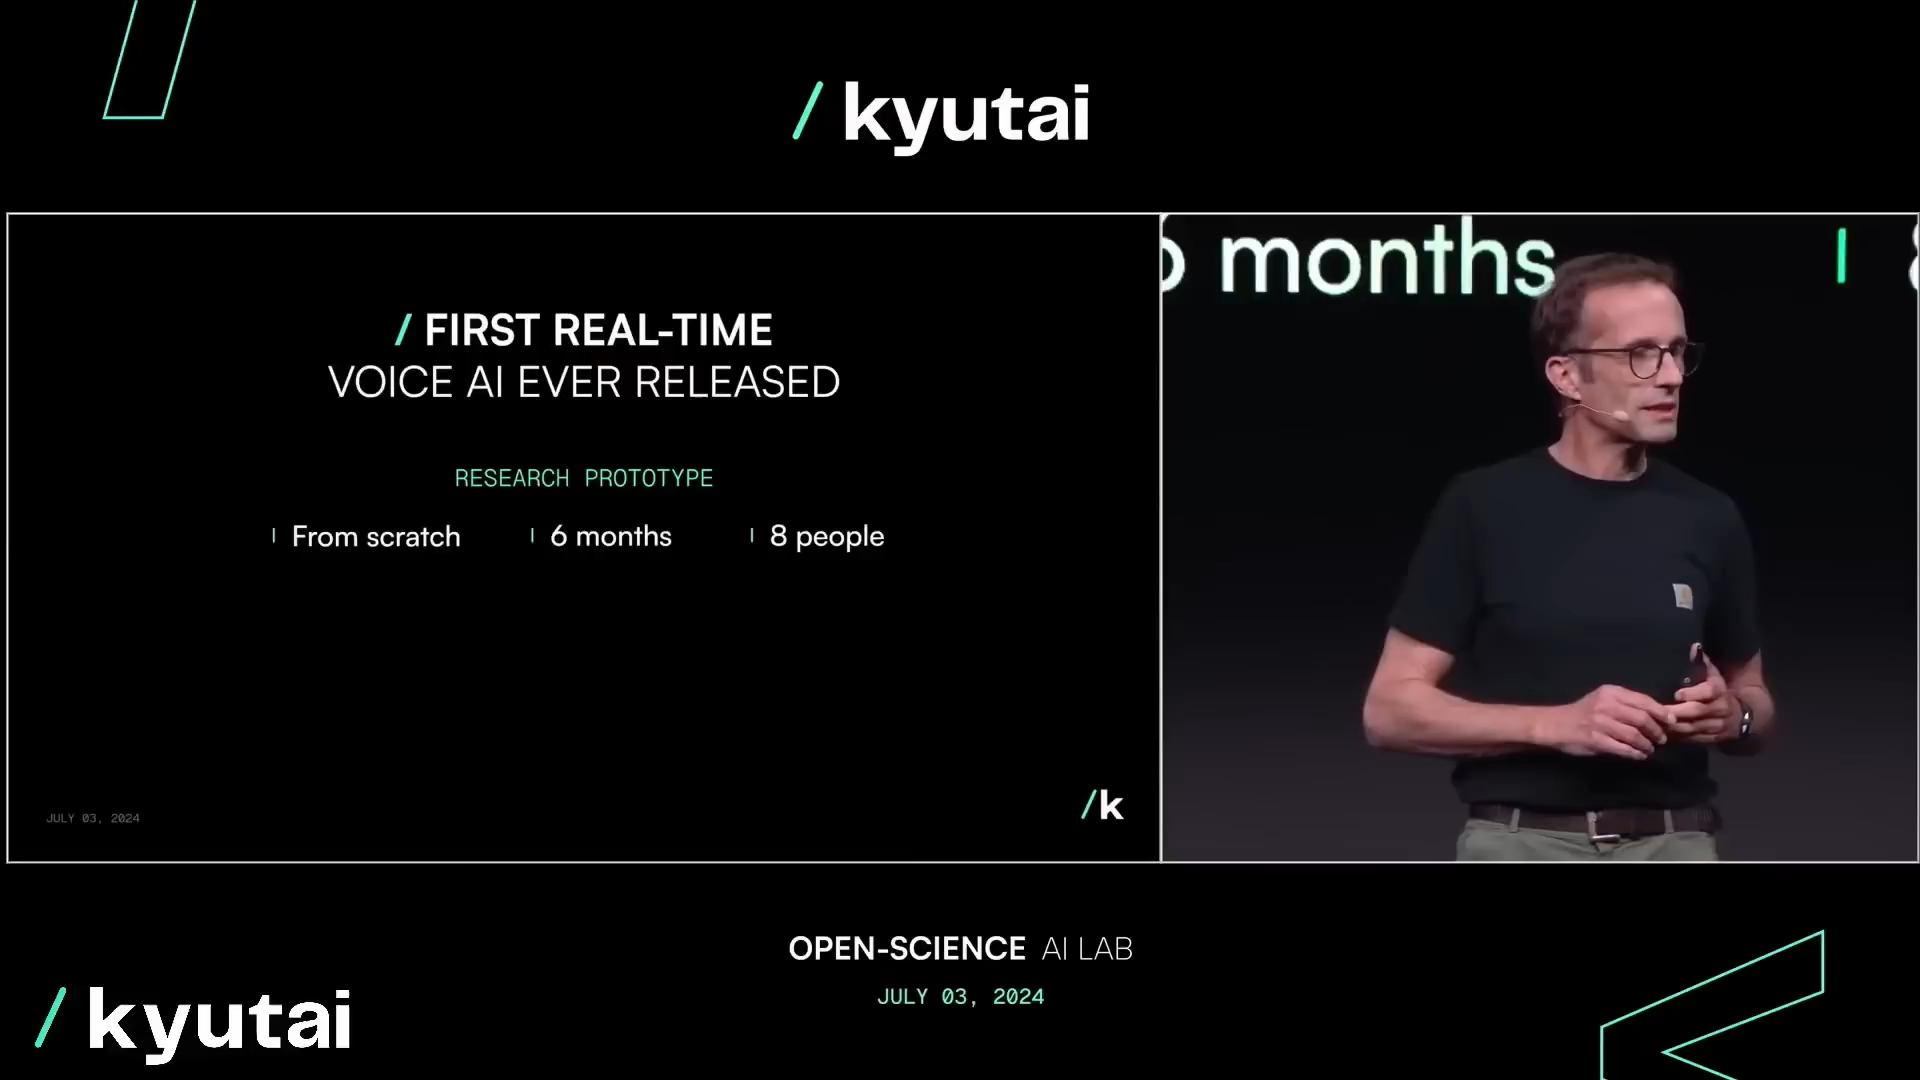 / kyutai
/ FIRST REAL-TIME
VOICE AI EVER RELEASED
RESEARCH PROTOTYPE
From scratch
6 months
8 people
JULY 03, 2024
/k
months
OPEN-SCIENCE AI LAB
JULY 03, 2024
/ kyutai